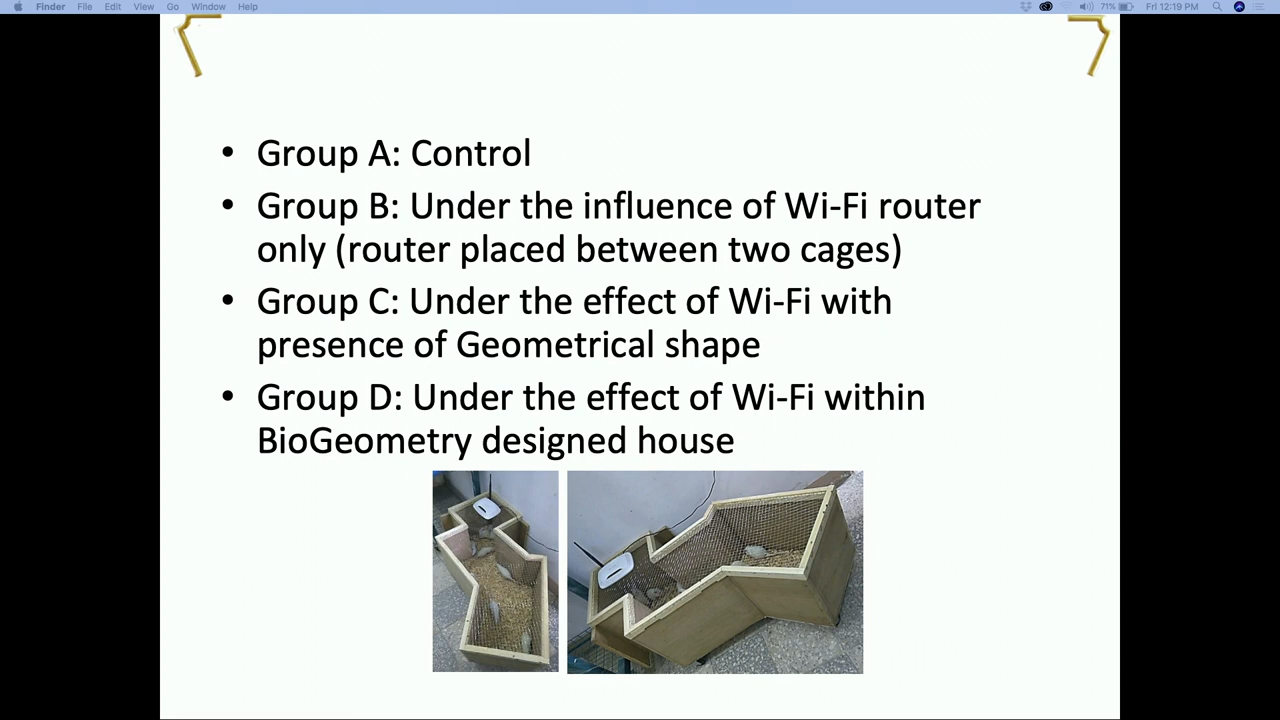 Finder File Edit View Go Window Help 71% Fri 12:19 PM
• Group A: Control
• Group B: Under the influence of Wi-Fi router
only (router placed between two cages)
• Group C: Under the effect of Wi-Fi with
presence of Geometrical shape
• Group D: Under the effect of Wi-Fi within
BioGeometry designed house